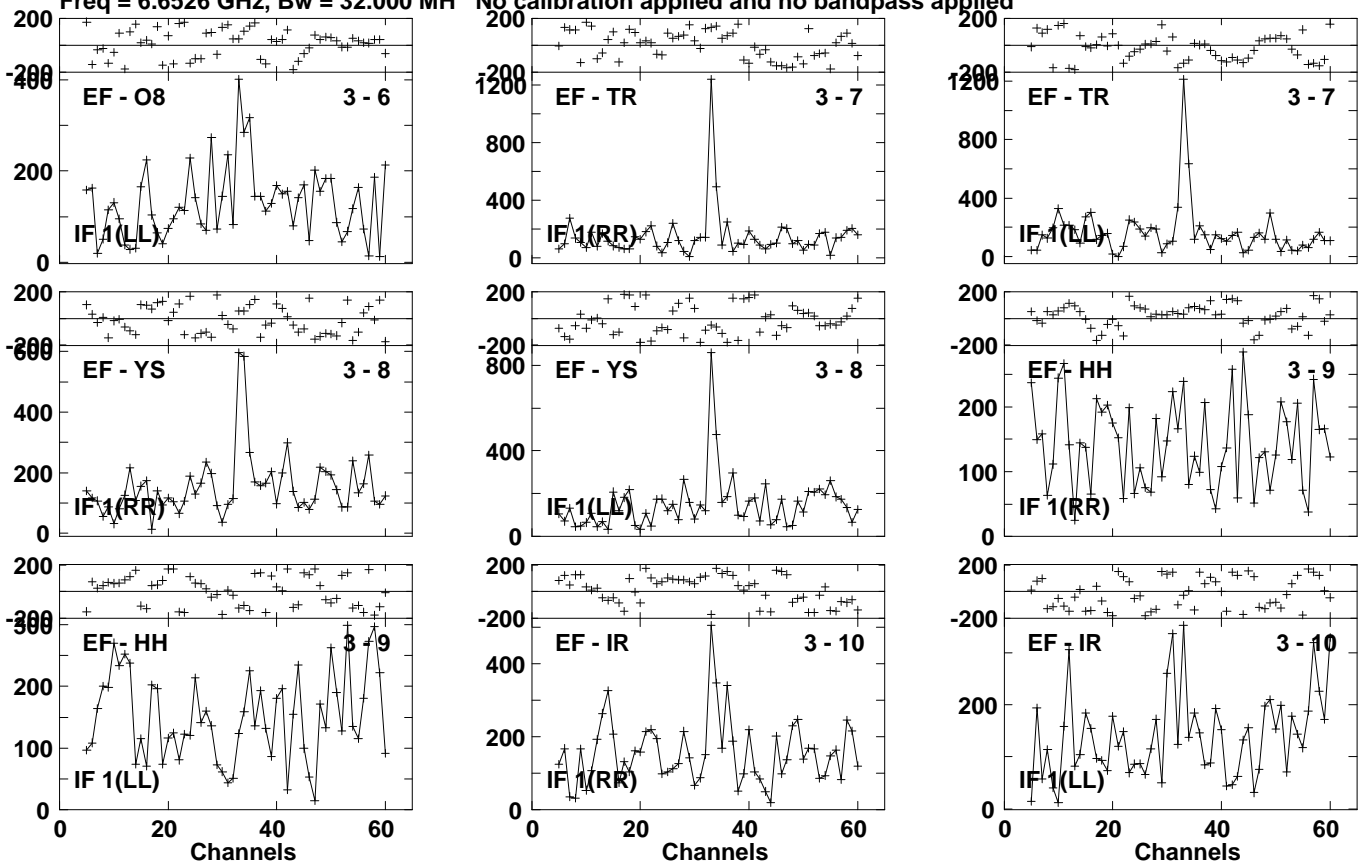 Freq = 6.6526 GHz, Bw = 32.000 MH No calibration applied and no bandpass applied
200 200 200
-200 -200 -200
400 1200 1200
EF - O8 3 - 6 EF - TR 3 - 7 EF - TR 3 - 7
800 800
200
400 400
IF 1(LL) IF 1(RR) IF 1(LL)
0 0 0
200 200 200
-200 -200 -200
600
EF - YS 3 - 8 EF - YS 3 - 8 EF - HH 3 - 9
800
400 200
400
200 100
IF 1(RR) IF 1(LL) IF 1(RR)
0 0 0
200 200 200
-200 -200 -200
300
EF - HH 3 - 9 EF - IR 3 - 10 EF - IR 3 - 10
400
200 200
200
100
IF 1(LL) IF 1(RR) IF 1(LL)
0 0 0
0 20 40 60 0 20 40 60 0 20 40 60
Channels Channels Channels